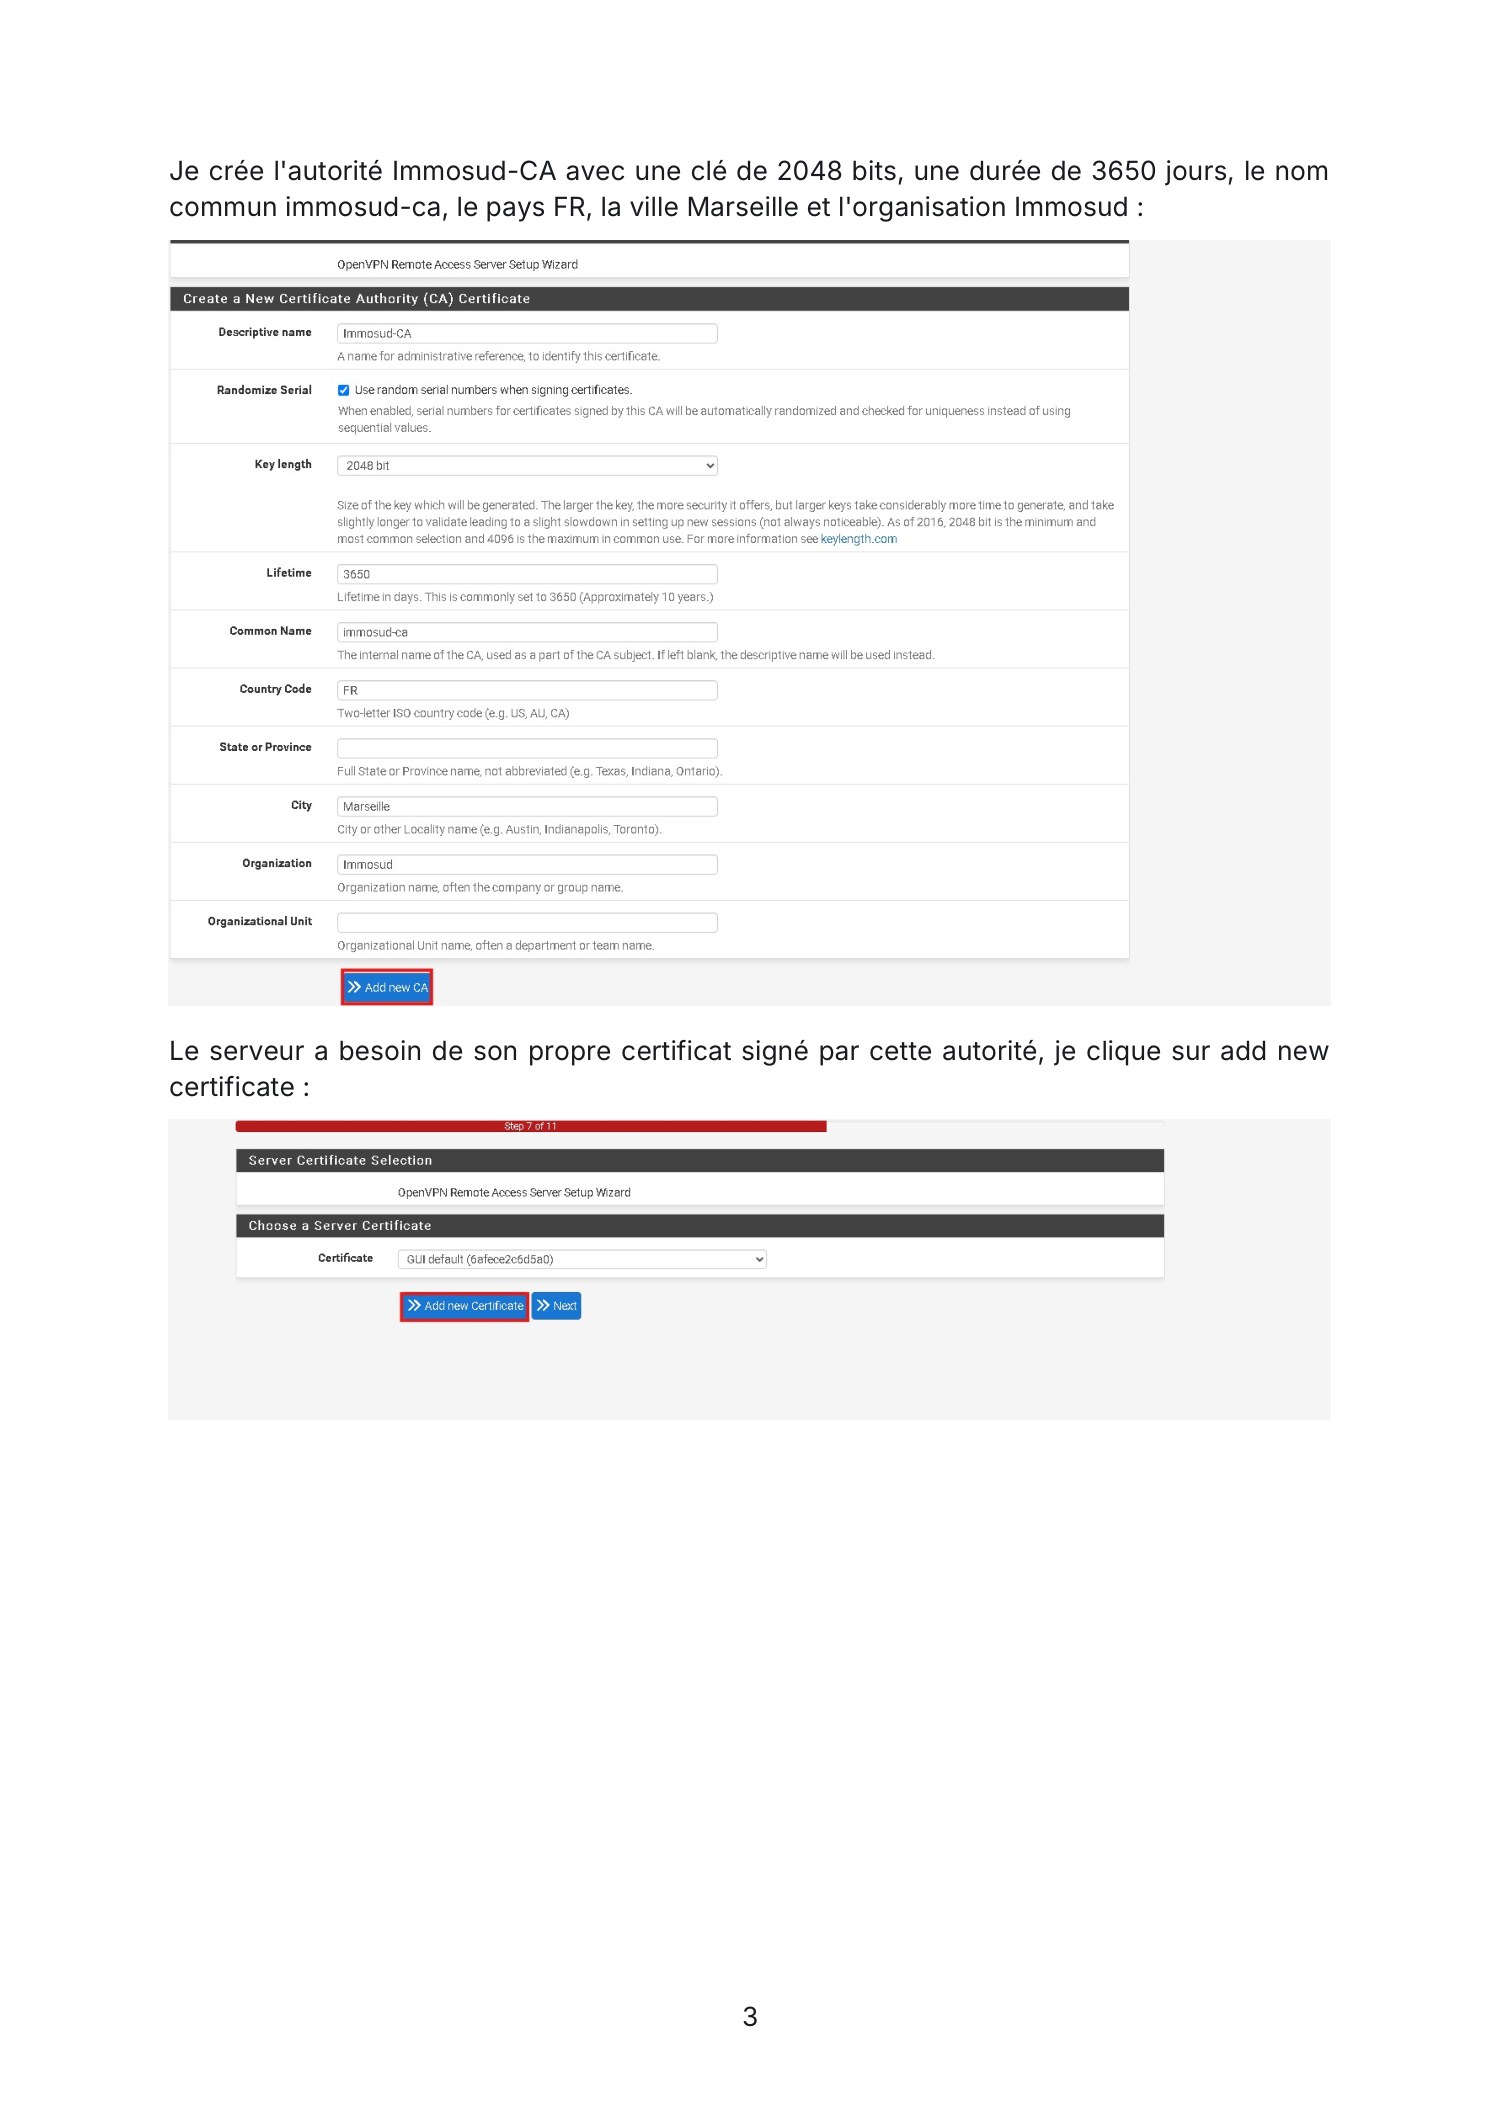 Je crée l'autorité Immosud-CA avec une clé de 2048 bits, une durée de 3650 jours, le nom
commun immosud-ca, le pays FR, la ville Marseille et l'organisation Immosud :
OpenVPN Remote Access Server Setup Wizard
Create a New Certificate Authority (CA) Certificate
Descriptive name
Immosud-CA
A name for administrative reference, to identify this certificate.
Randomize Serial
Use random serial numbers when signing certificates.
When enabled, serial numbers for certificates signed by this CA will be automatically randomized and checked for uniqueness instead of using
sequential values.
Key length
2048 bit
Size of the key which will be generated. The larger the key, the more security it offers, but larger keys take considerably more time to generate, and take
slightly longer to validate leading to a slight slowdown in setting up new sessions (not always noticeable). As of 2016, 2048 bit is the minimum and
most common selection and 4096 is the maximum in common use. For more information see keylength.com
Lifetime
3650
Lifetime in days. This is commonly set to 3650 (Approximately 10 years.)
Common Name
immosud-ca
The internal name of the CA, used as a part of the CA subject. If left blank, the descriptive name will be used instead.
Country Code
FR
Two-letter ISO country code (e.g. US, AU, CA)
State or Province
Full State or Province name, not abbreviated (e.g. Texas, Indiana, Ontario).
City
Marseille
City or other Locality name (e.g. Austin, Indianapolis, Toronto).
Organization
Immosud
Organization name, often the company or group name.
Organizational Unit
Organizational Unit name, often a department or team name.
Add new CA
Le serveur a besoin de son propre certificat signé par cette autorité, je clique sur add new
certificate :
Step 7 of 11
Server Certificate Selection
OpenVPN Remote Access Server Setup Wizard
Choose a Server Certificate
Certificate
GUI default (6afece2c6d5a0)
Add new Certificate
Next
3